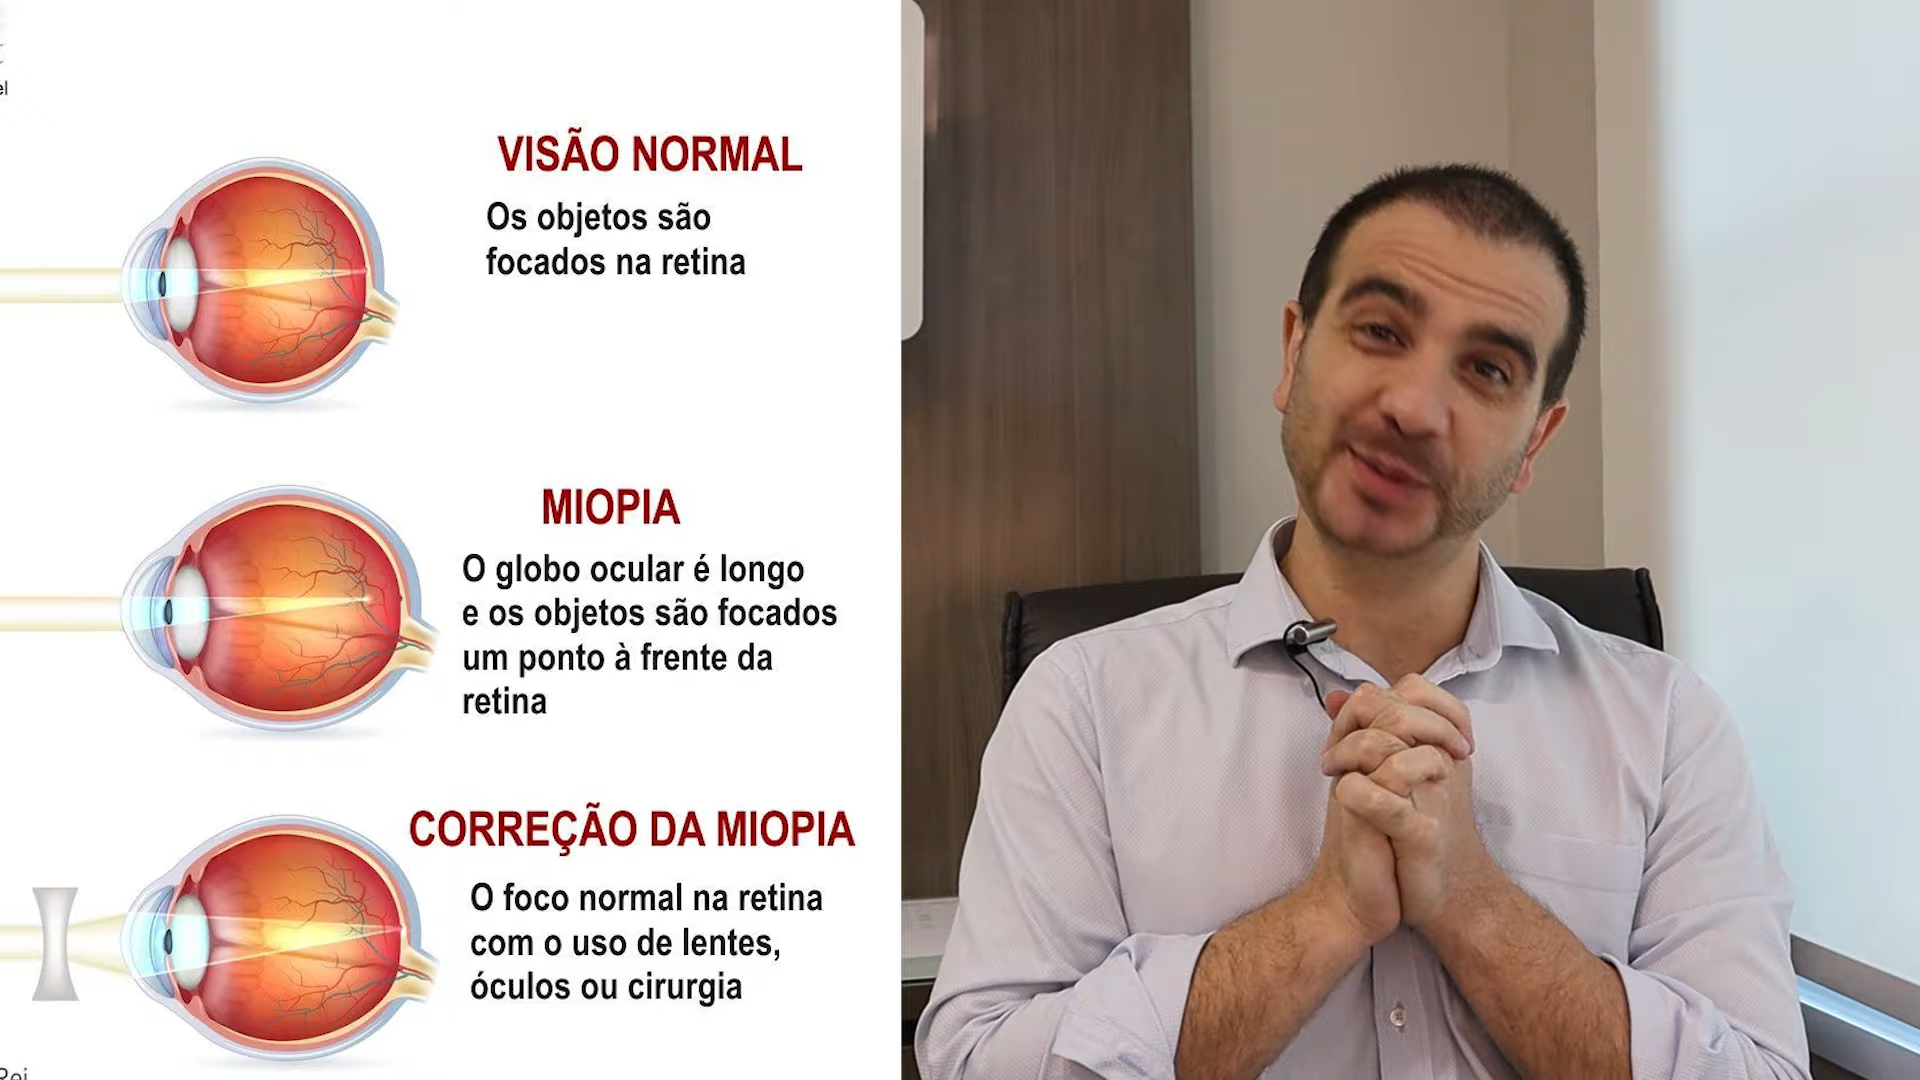 VISÃO NORMAL
Os objetos são
focados na retina
MIOPIA
O globo ocular é longo
e os objetos são focados
um ponto à frente da
retina
CORREÇÃO DA MIOPIA
O foco normal na retina
com o uso de lentes,
óculos ou cirurgia